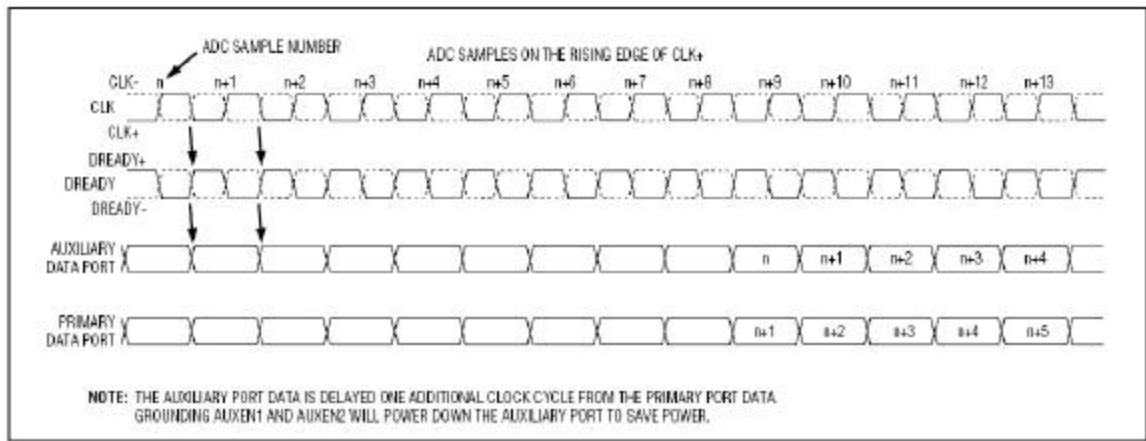 ADC SAMPLE NUMBER
ADC SAMPLES ON THE RISING EDGE OF CLK+
CLK- n n+1 n+2 n+3 n+4 n+5 n+6 n+7 n+8 n+9 n+10 n+11 n+12 n+13
CLK
CLK+
DREADY+
DREADY
DREADY-
AUXILIARY
DATA PORT n n+1 n+2 n+3 n+4
PRIMARY
DATA PORT n+1 n+2 n+3 n+4 n+5
NOTE: THE AUXILIARY PORT DATA IS DELAYED ONE ADDITIONAL CLOCK CYCLE FROM THE PRIMARY PORT DATA.
GROUNDING AUXEN1 AND AUXEN2 WILL POWER DOWN THE AUXILIARY PORT TO SAVE POWER.